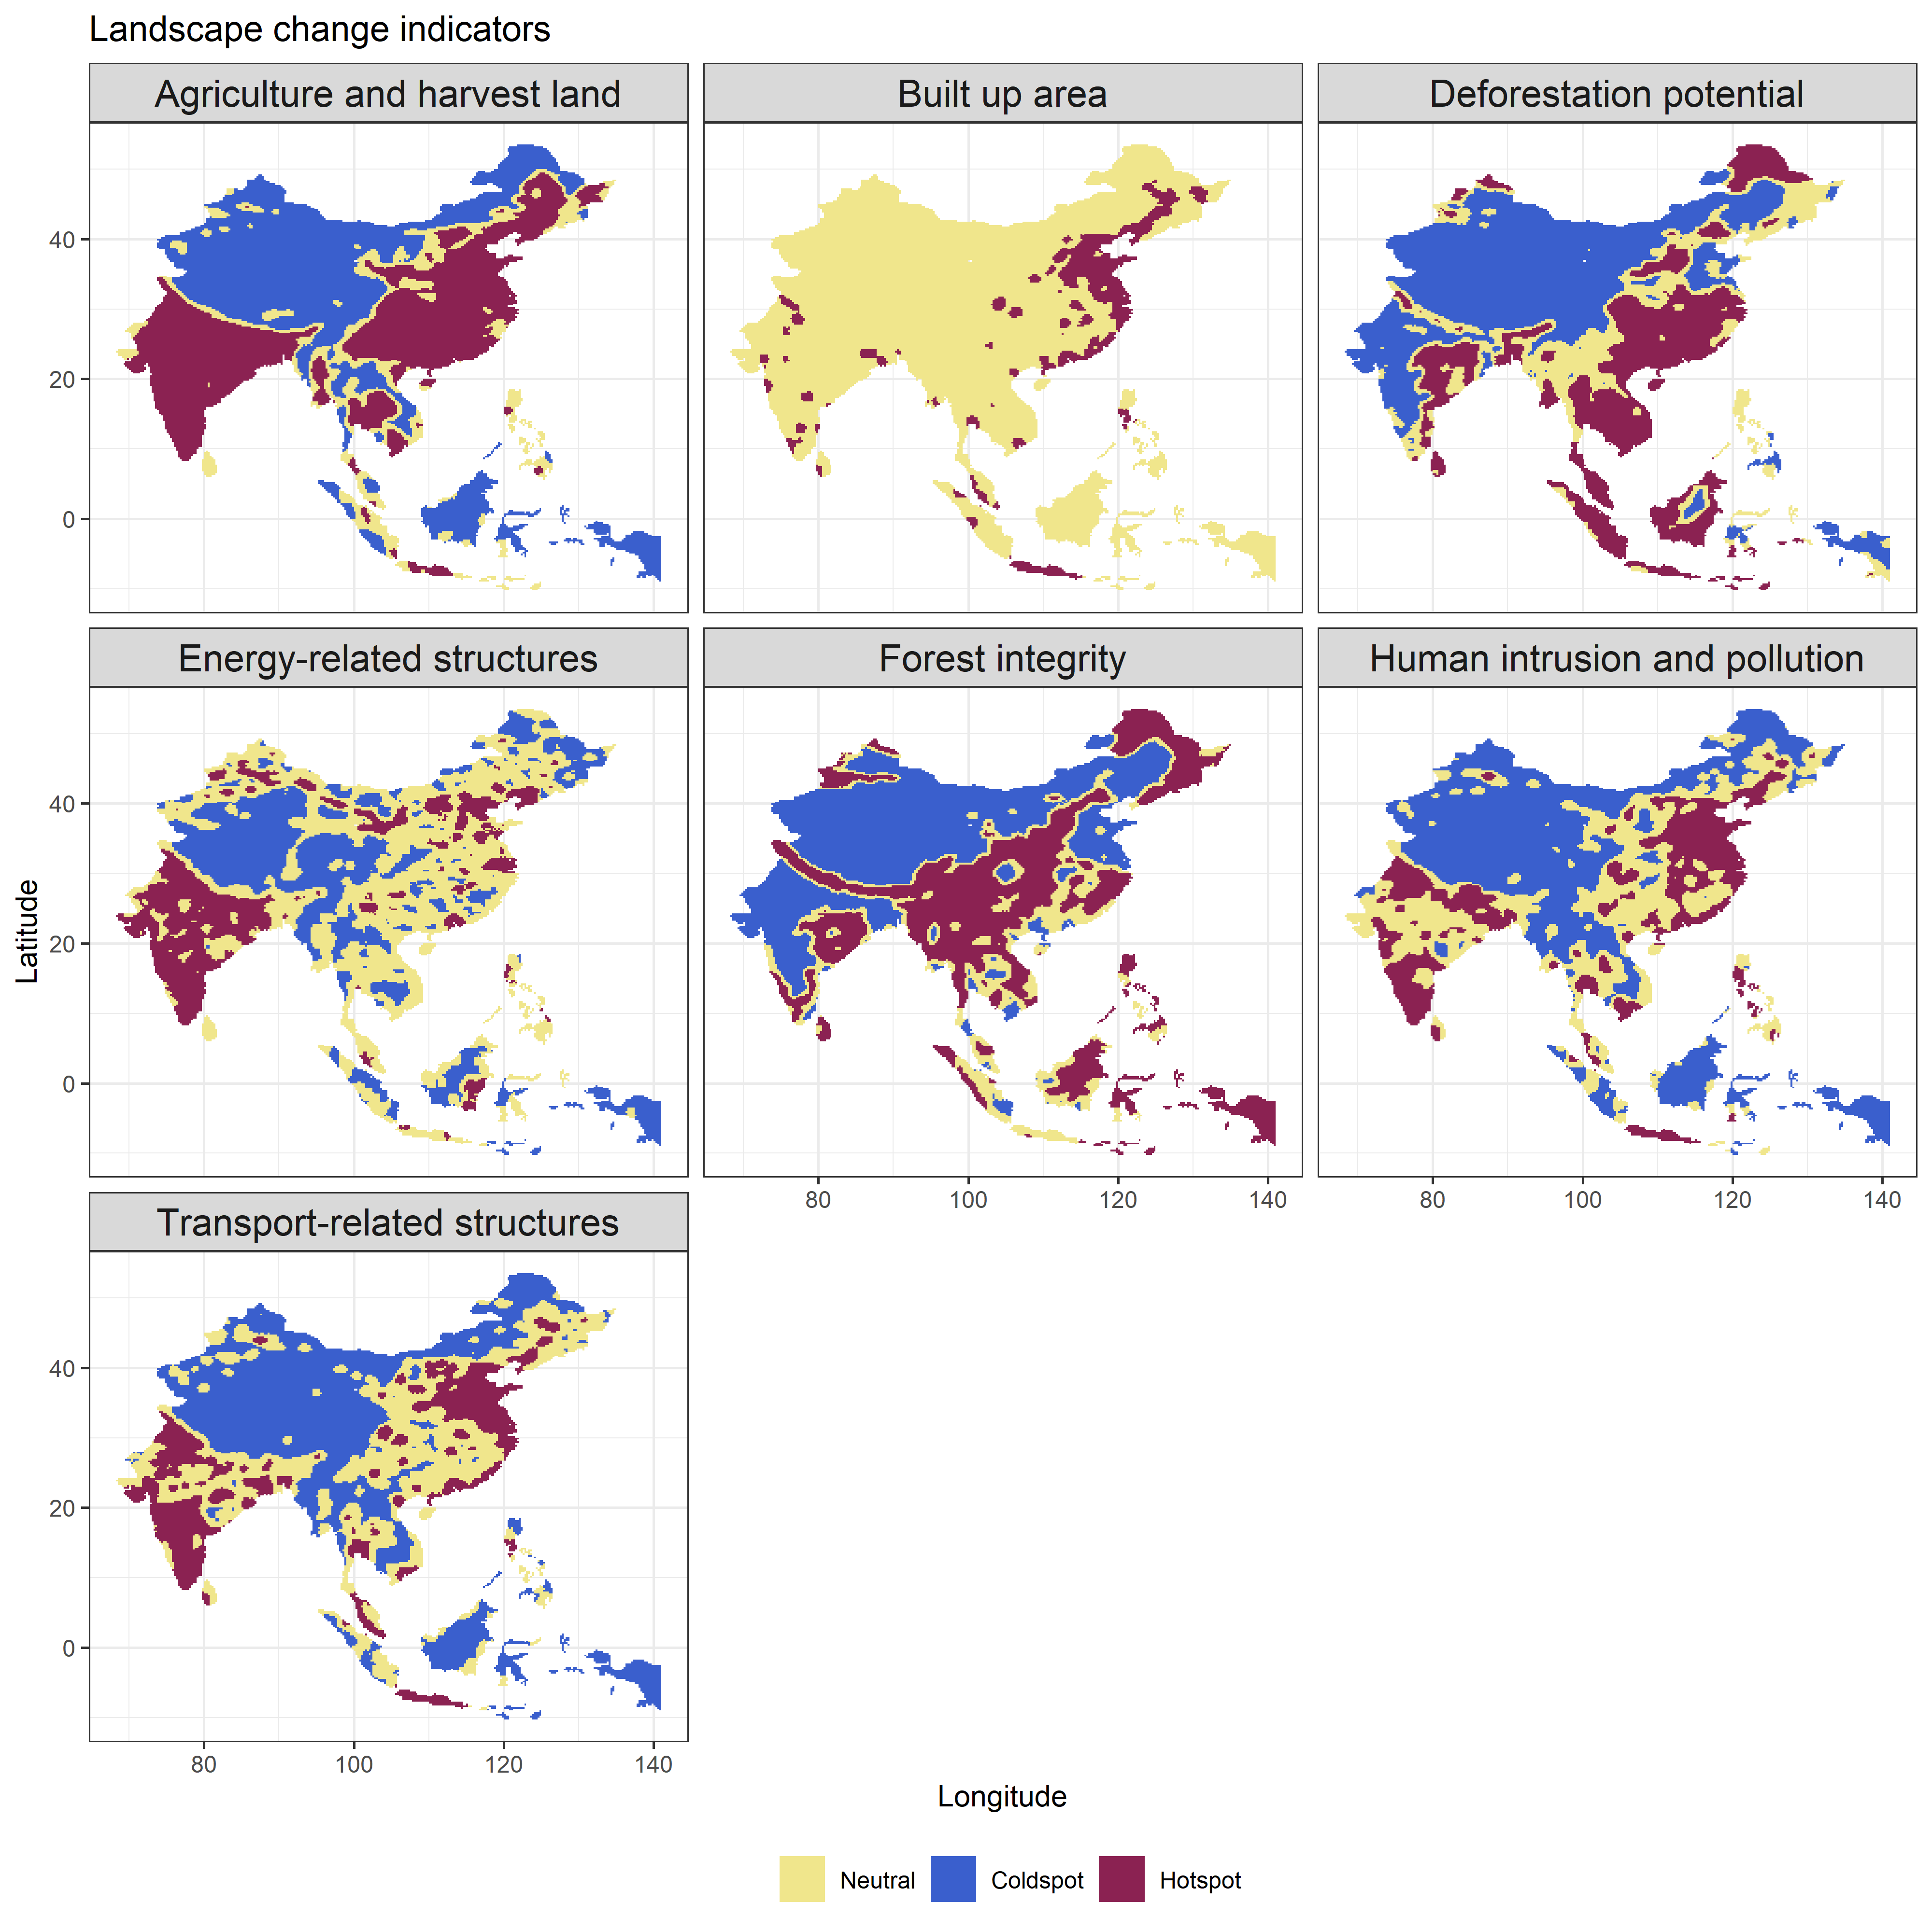 Landscape change indicators
Agriculture and harvest land
Built up area
Deforestation potential
40
20
0
Energy-related structures
Forest integrity
Human intrusion and pollution
40
20
0
Latitude
80 100 120 140
80 100 120 140
Transport-related structures
40
20
0
80 100 120 140
Longitude
Neutral Coldspot Hotspot